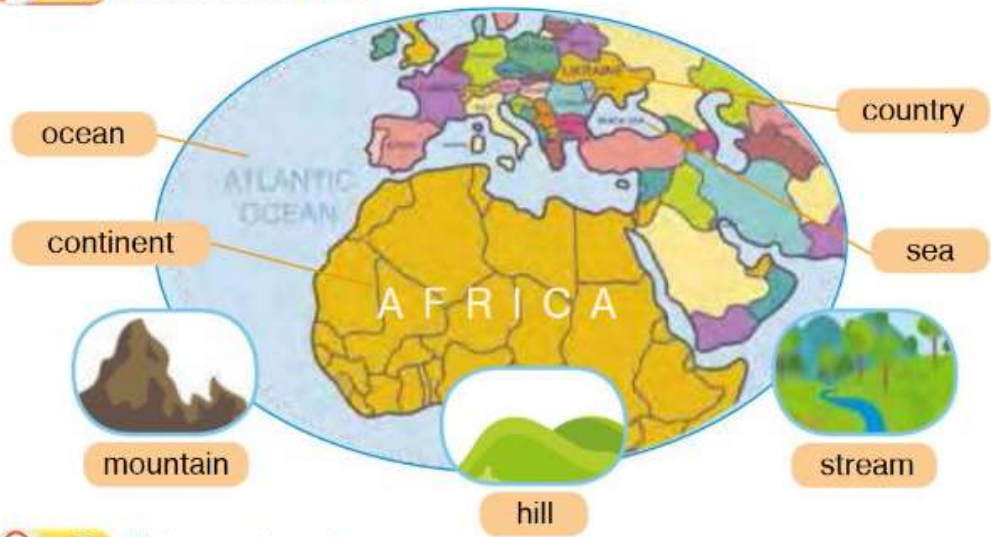 ocean
country
UKRAINE
BLACK SEA
ATLANTIC
OCEAN
continent
sea
AFRICA
mountain
stream
hill